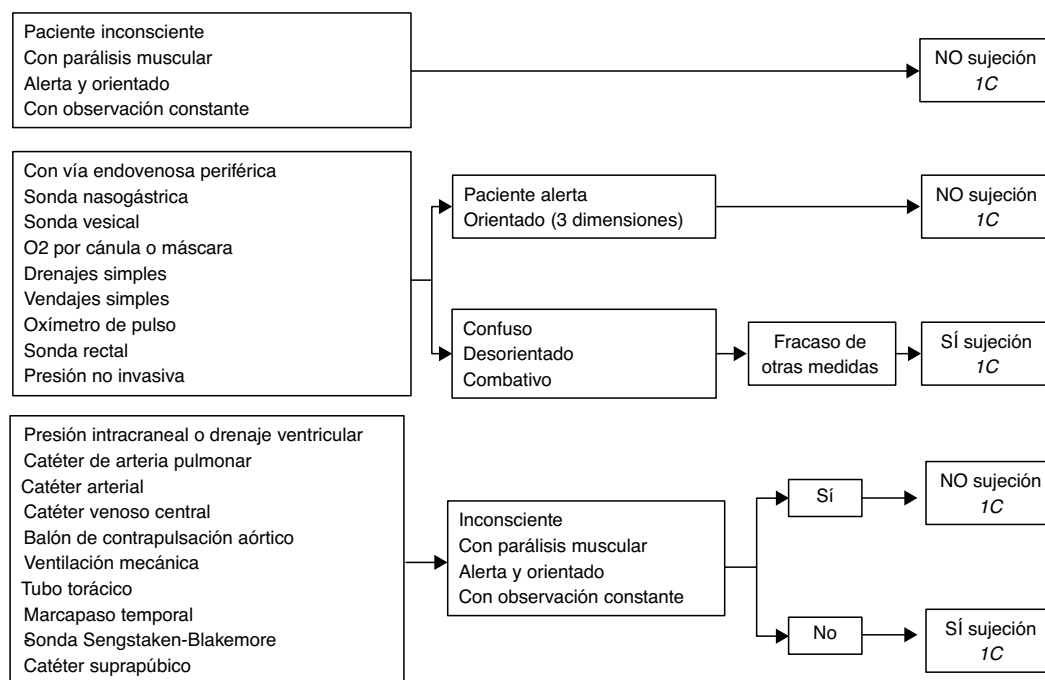 Paciente inconsciente
Con parálisis muscular
Alerta y orientado
Con observación constante
NO sujeción
1C
Con vía endovenosa periférica
Sonda nasogástrica
Sonda vesical
O2 por cánula o máscara
Drenajes simples
Vendajes simples
Oxímetro de pulso
Sonda rectal
Presión no invasiva
Paciente alerta
Orientado (3 dimensiones)
NO sujeción
1C
Confuso
Desorientado
Combativo
Fracaso de
otras medidas
SÍ sujeción
1C
Presión intracraneal o drenaje ventricular
Catéter de arteria pulmonar
Catéter arterial
Catéter venoso central
Balón de contrapulsación aórtico
Ventilación mecánica
Tubo torácico
Marcapaso temporal
Sonda Sengstaken-Blakemore
Catéter suprapúbico
Inconsciente
Con parálisis muscular
Alerta y orientado
Con observación constante
Sí
NO sujeción
1C
No
SÍ sujeción
1C